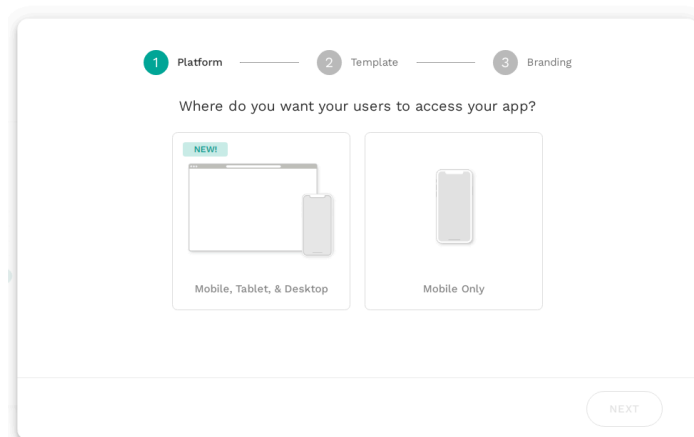 1 Platform 2 Template 3 Branding
Where do you want your users to access your app?
NEW!
Mobile, Tablet, & Desktop
Mobile Only
NEXT